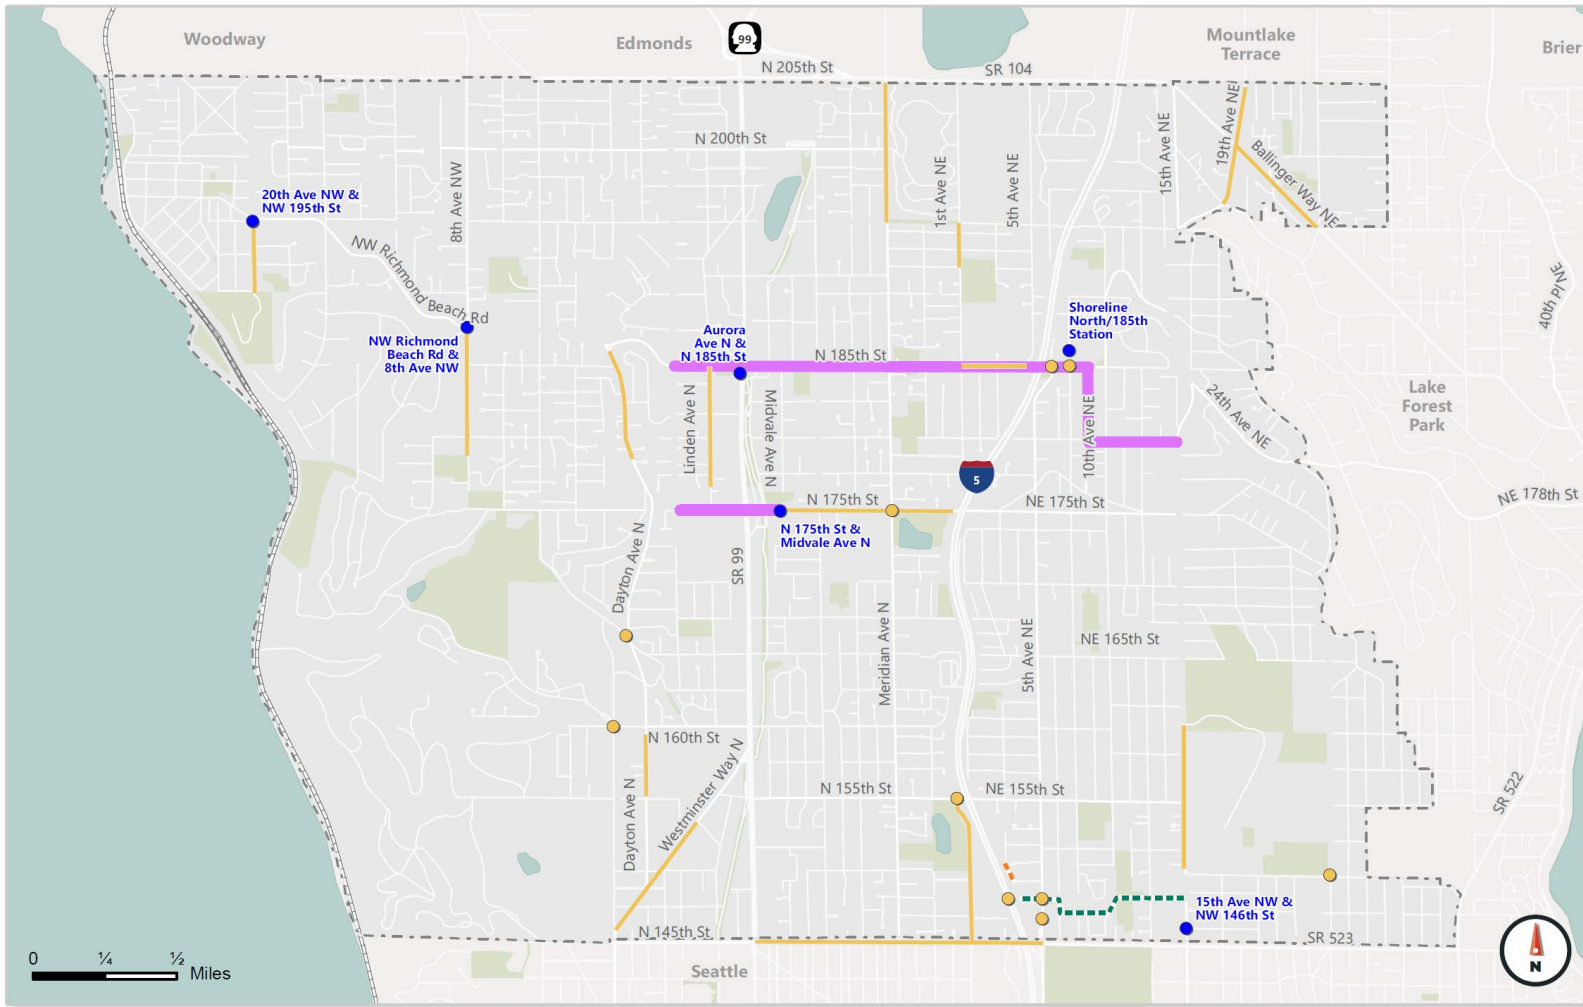 Woodway
Edmonds
99
Mountlake
Terrace
Brier
N 205th St
SR 104
N 200th St
8th Ave NW
1st Ave NE
5th Ave NE
15th Ave NE
19th Ave NE
Ballinger Way NE
20th Ave NW &
NW 195th St
NW Richmond Beach Rd
40th Pl NE
NW Richmond
Beach Rd &
8th Ave NW
Aurora
Ave N &
N 185th St
N 185th St
Shoreline
North/185th
Station
Linden Ave N
Midvale Ave N
10th Ave NE
24th Ave NE
Lake
Forest
Park
5
N 175th St
NE 175th St
NE 178th St
N 175th St &
Midvale Ave N
Dayton Ave N
SR 99
Meridian Ave N
5th Ave NE
NE 165th St
N 160th St
Westminster Way N
Dayton Ave N
N 155th St
NE 155th St
SR 522
15th Ave NW &
NW 146th St
N 145th St
SR 523
Seattle
0 ¼ ½
Miles
N